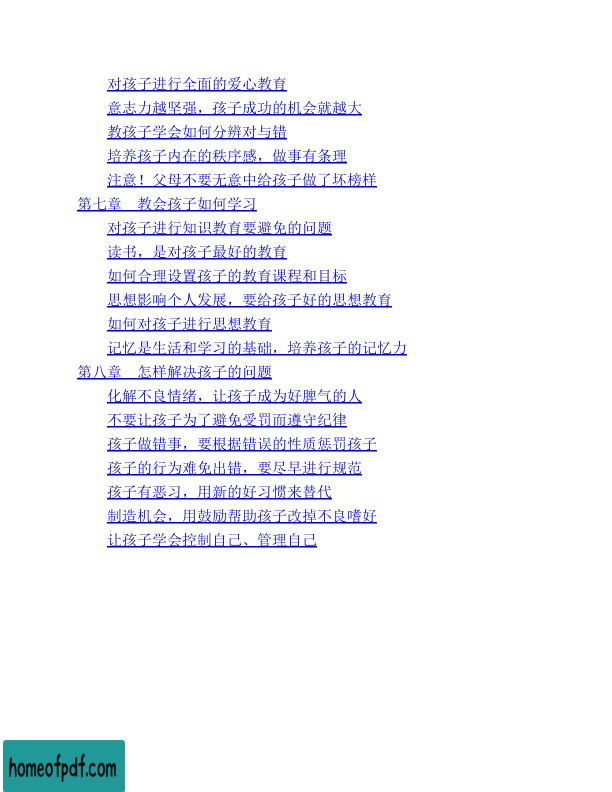 对孩子进行全面的爱心教育
意志力越坚强，孩子成功的机会就越大
教孩子学会如何分辨对与错
培养孩子内在的秩序感，做事有条理
注意！父母不要无意中给孩子做了坏榜样
第七章　教会孩子如何学习
对孩子进行知识教育要避免的问题
读书，是对孩子最好的教育
如何合理设置孩子的教育课程和目标
思想影响个人发展，要给孩子好的思想教育
如何对孩子进行思想教育
记忆是生活和学习的基础，培养孩子的记忆力
第八章　怎样解决孩子的问题
化解不良情绪，让孩子成为好脾气的人
不要让孩子为了避免受罚而遵守纪律
孩子做错事，要根据错误的性质惩罚孩子
孩子的行为难免出错，要尽早进行规范
孩子有恶习，用新的好习惯来替代
制造机会，用鼓励帮助孩子改掉不良嗜好
让孩子学会控制自己、管理自己
homeofpdf.com